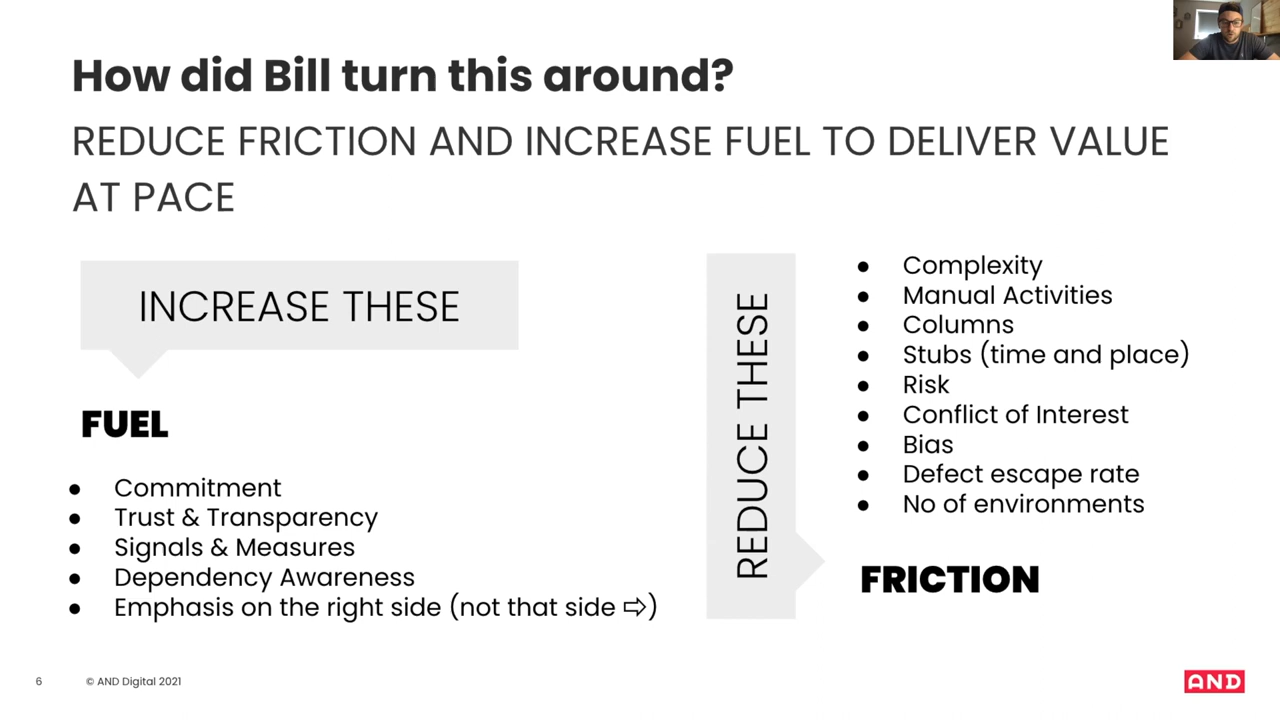 How did Bill turn this around?
REDUCE FRICTION AND INCREASE FUEL TO DELIVER VALUE
AT PACE
INCREASE THESE
FUEL
● Commitment
● Trust & Transparency
● Signals & Measures
● Dependency Awareness
● Emphasis on the right side (not that side ⇨)
REDUCE THESE
● Complexity
● Manual Activities
● Columns
● Stubs (time and place)
● Risk
● Conflict of Interest
● Bias
● Defect escape rate
● No of environments
FRICTION
6
© AND Digital 2021
AND